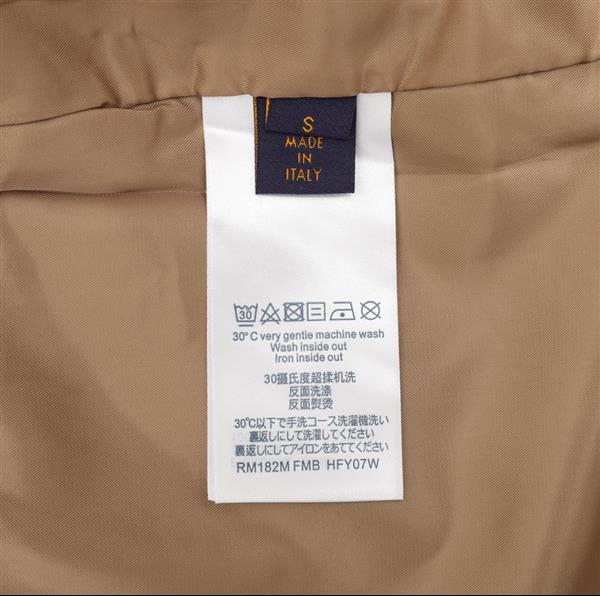 S
MADE
IN
ITALY
30
30°C very gentie machine wash
Wash inside out
Iron inside out
30摄氏度超揉机洗
反面洗涤
反面熨烫
30℃以下で手洗コース洗濯機洗い
裏返しにして洗濯してください
裏返しにしてアイロンをあててください
RM182M FMB HFY07W